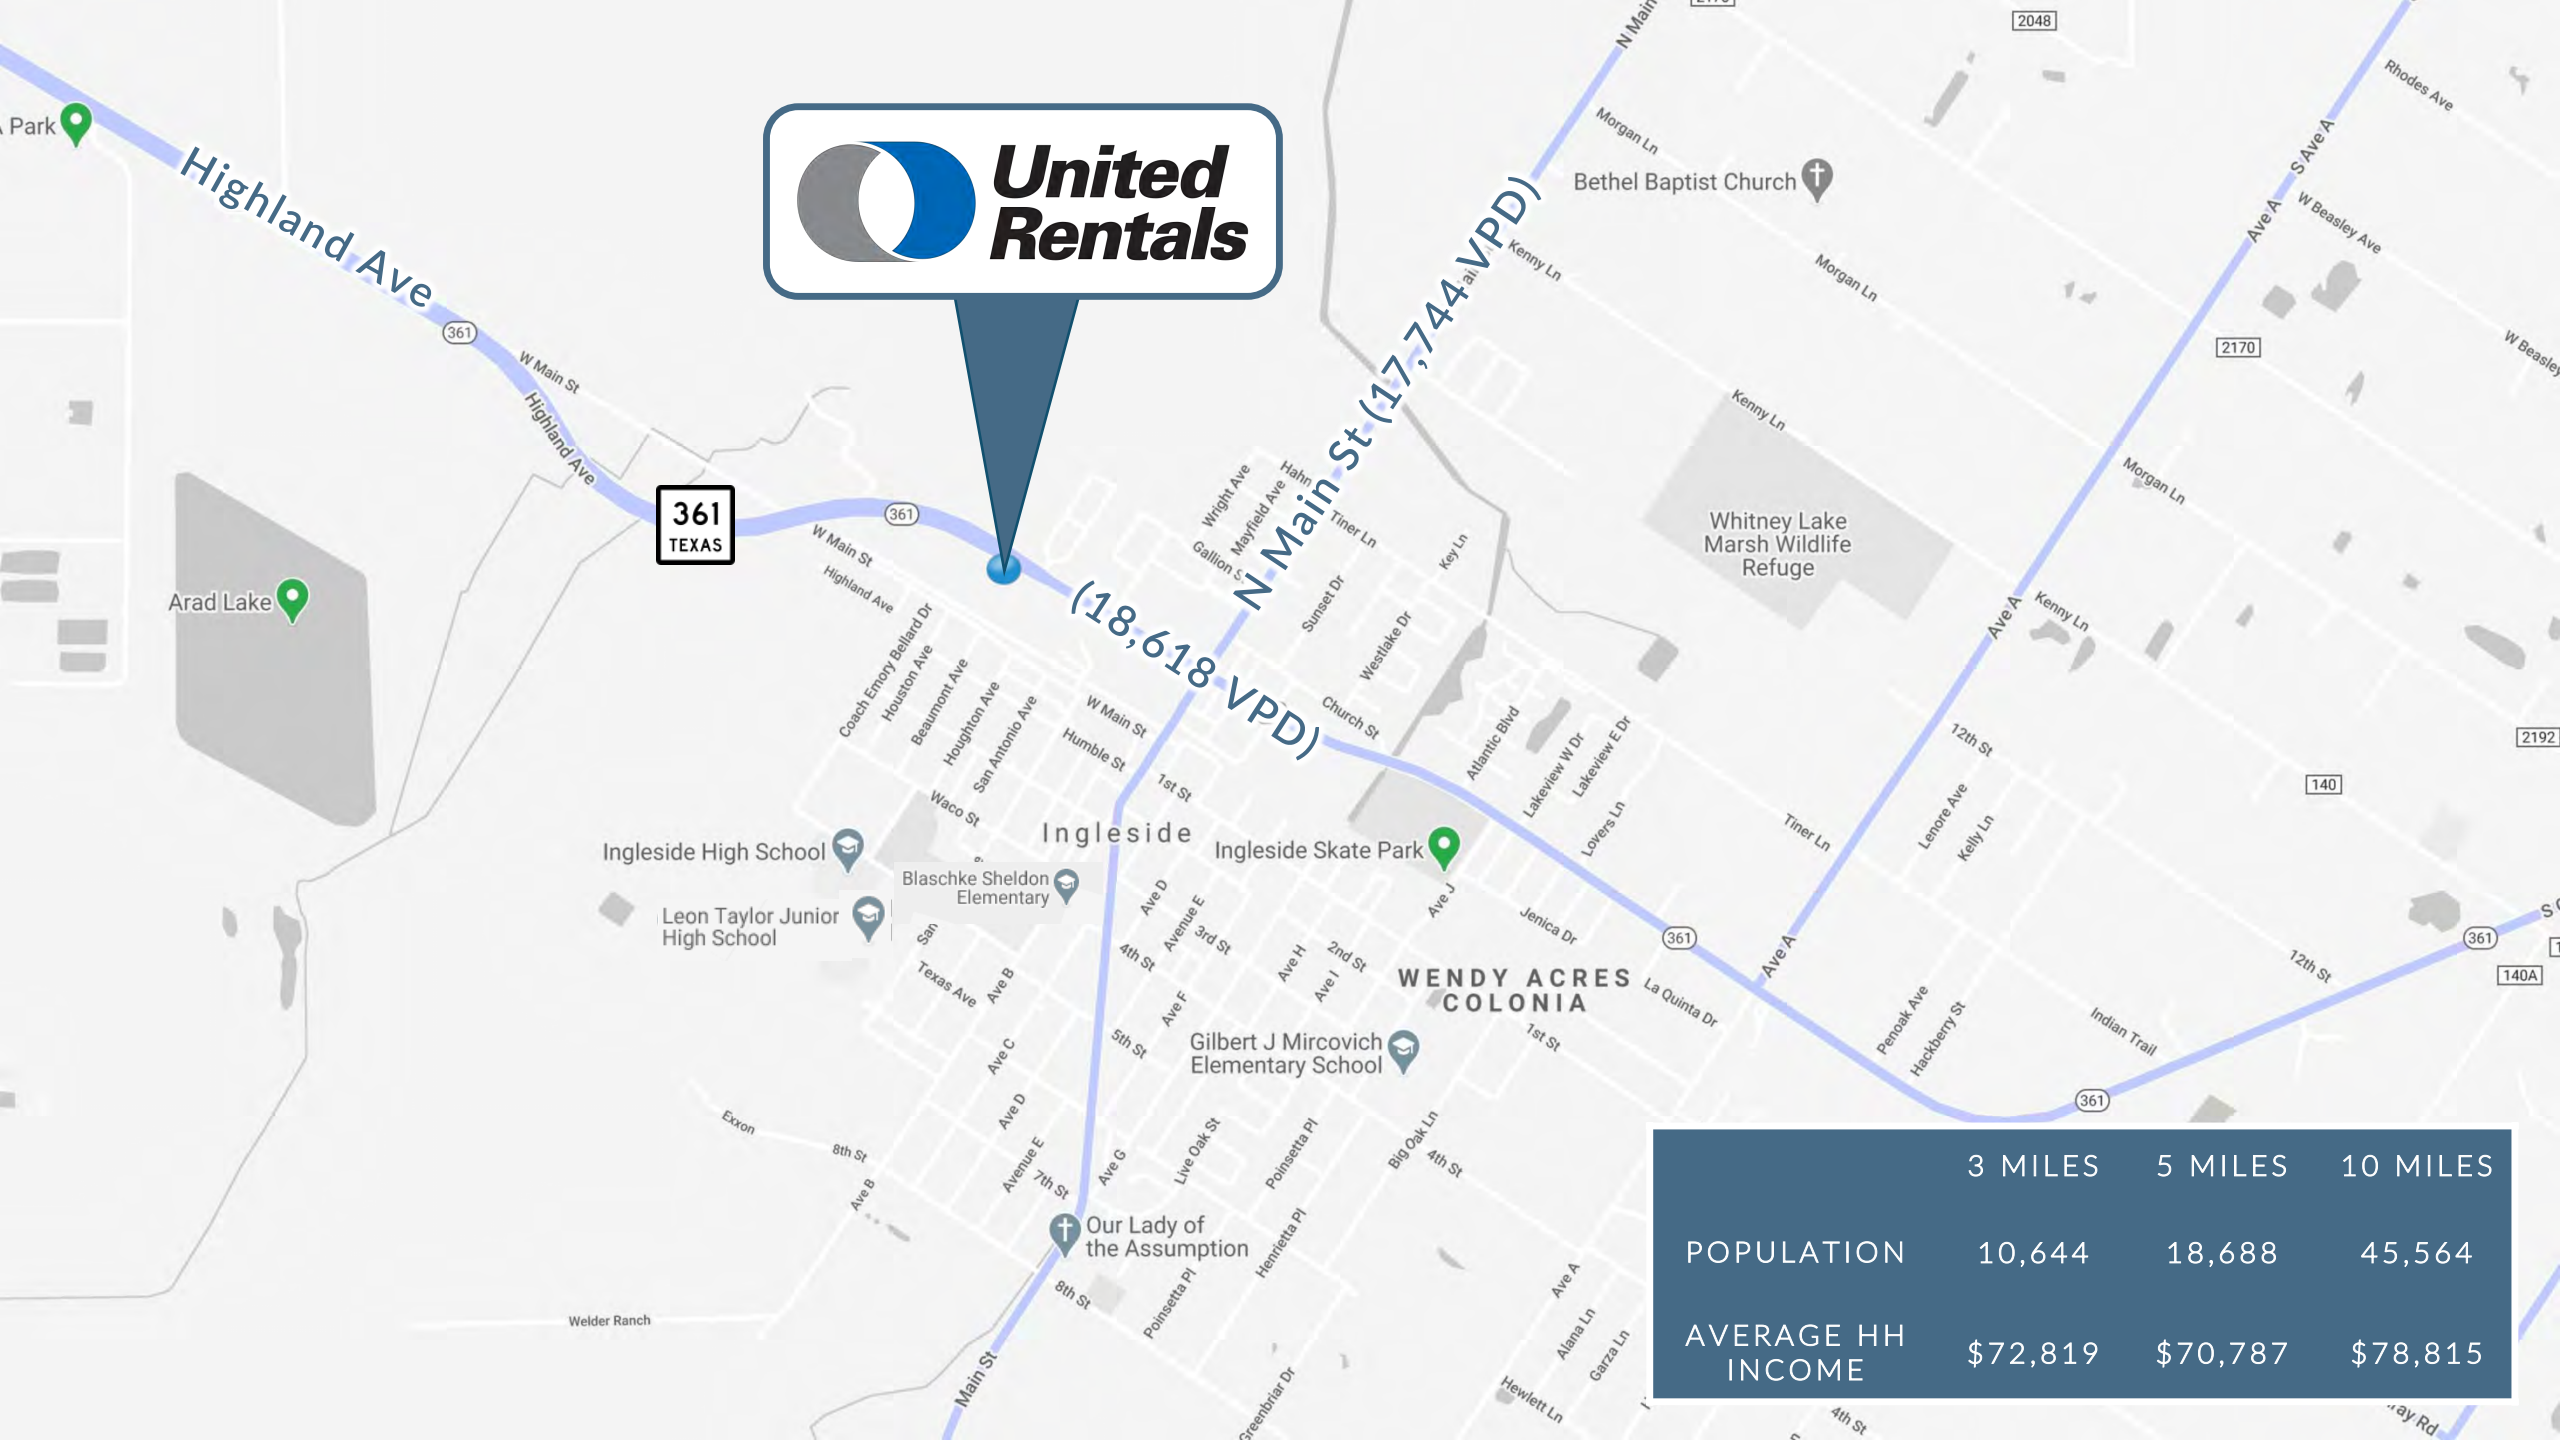 2048
N Main
Rhodes Ave
Park
Morgan Ln
S Ave A
Highland Ave
United
Rentals
Bethel Baptist Church
W Beasley Ave
Ave A
Kenny Ln
Morgan Ln
N Main St (17,744 VPD)
361
W Main St
2170
W Beasley
Highland Ave
Kenny Ln
Wright Ave
Hahn
Mayfield Ave
Morgan Ln
361
TEXAS
361
Tiner Ln
Whitney Lake
Marsh Wildlife
Refuge
W Main St
Gallion S
Key Ln
Highland Ave
Arad Lake
Sunset Dr
Ave A
Kenny Ln
(18,618 VPD)
Westlake Dr
Coach Emory Bellard Dr
Houston Ave
Beaumont Ave
Houghton Ave
San Antonio Ave
W Main St
Church St
Humble St
Atlantic Blvd
Lakeview W Dr
Lakeview E Dr
12th St
2192
1st St
140
Waco St
Lovers Ln
Lenore Ave
Kelly Ln
Tiner Ln
Ingleside
Ingleside High School
Ingleside Skate Park
Blaschke Sheldon
Elementary
Ave D
Avenue E
Ave J
Leon Taylor Junior
High School
San
3rd St
4th St
Ave H
2nd St
Ave I
Jenica Dr
361
Ave A
361
12th St
140A
Texas Ave
Ave B
Ave F
WENDY ACRES
COLONIA
La Quinta Dr
Penoak Ave
Hackberry St
Indian Trail
5th St
Ave C
Gilbert J Mircovich
Elementary School
1st St
361
Exxon
8th St
Ave D
Avenue E
7th St
Ave G
Live Oak St
Poinsetta Pl
Big Oak Ln
4th St
Ave B
Our Lady of
the Assumption
Henrietta Pl
8th St
Poinsetta Pl
Ave A
Welder Ranch
Alana Ln
Garza Ln
Main St
Greenbriar Dr
Hewlett Ln
4th St
ay Rd
3 MILES 5 MILES 10 MILES
POPULATION 10,644 18,688 45,564
AVERAGE HH
INCOME $72,819 $70,787 $78,815